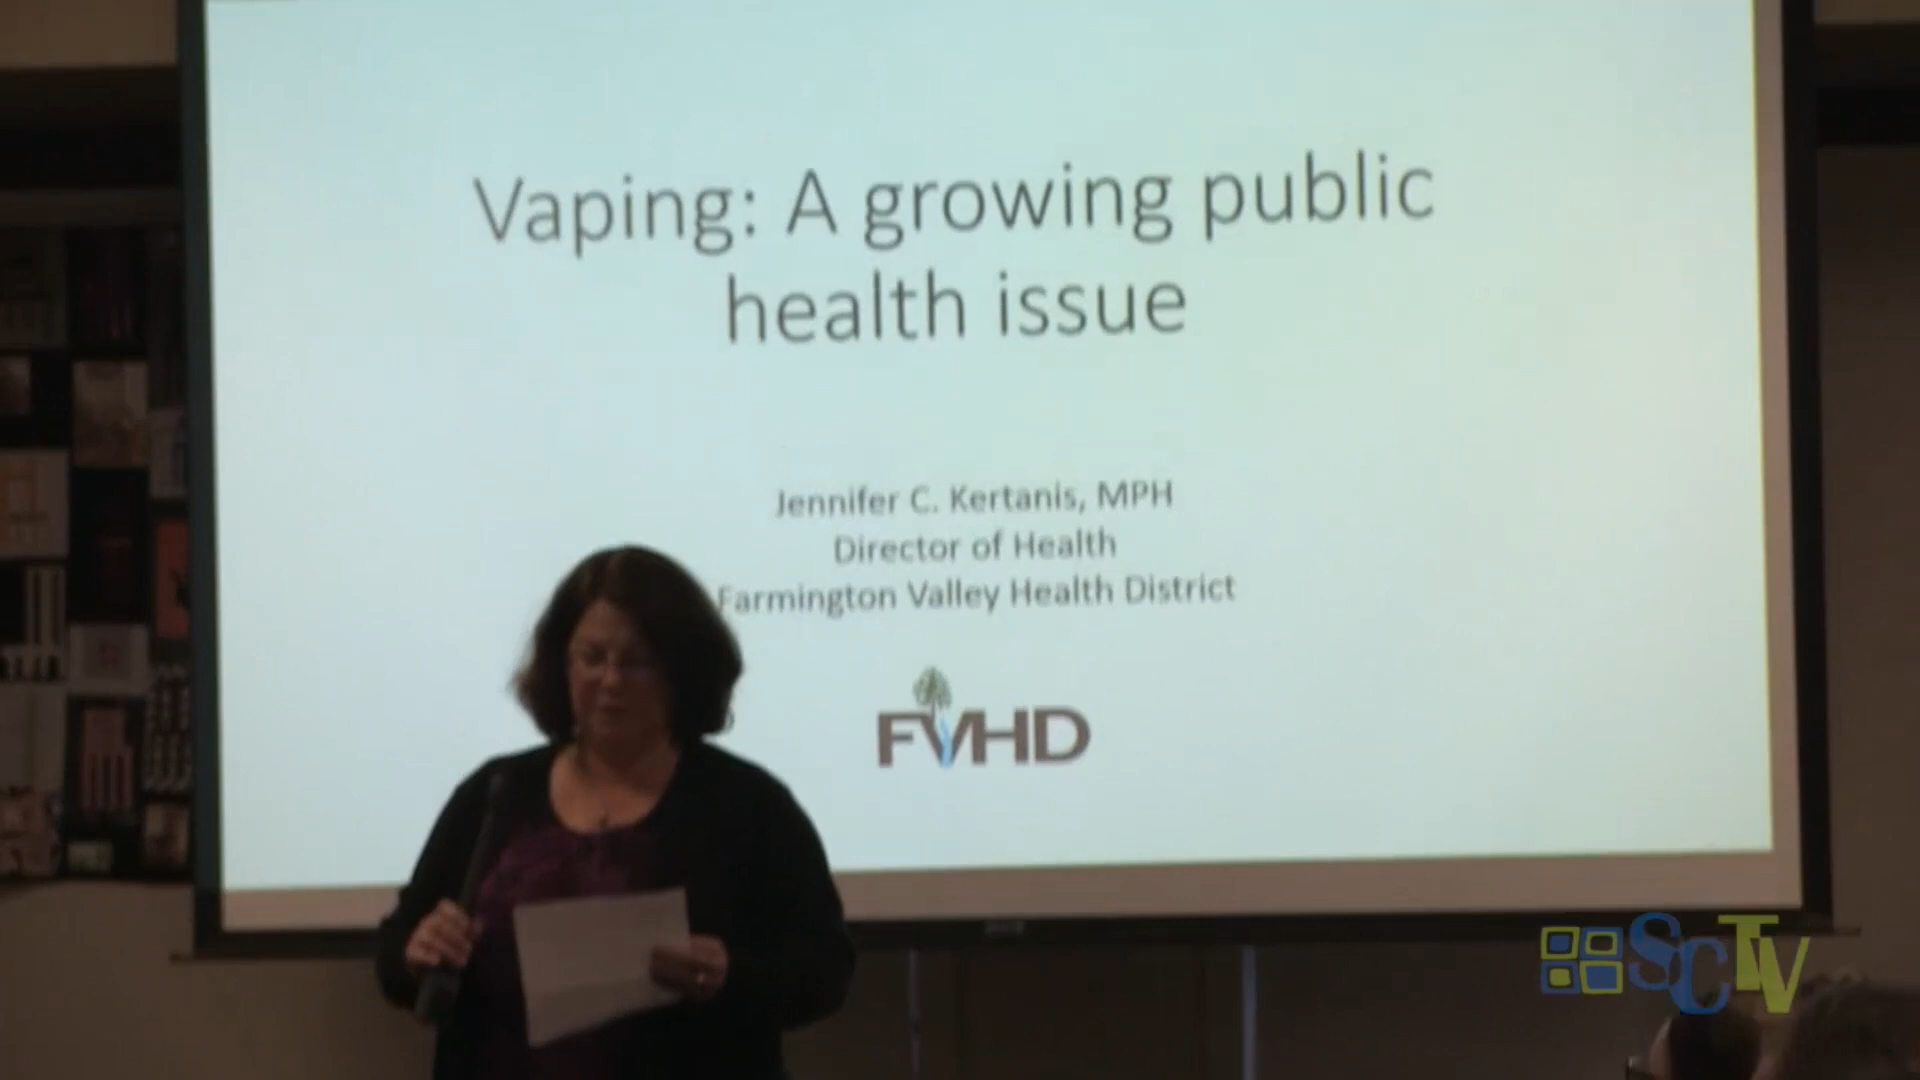 Vaping: A growing public
health issue
Jennifer C. Kertanis, MPH
Director of Health
Farmington Valley Health District
FVHD
SCTV